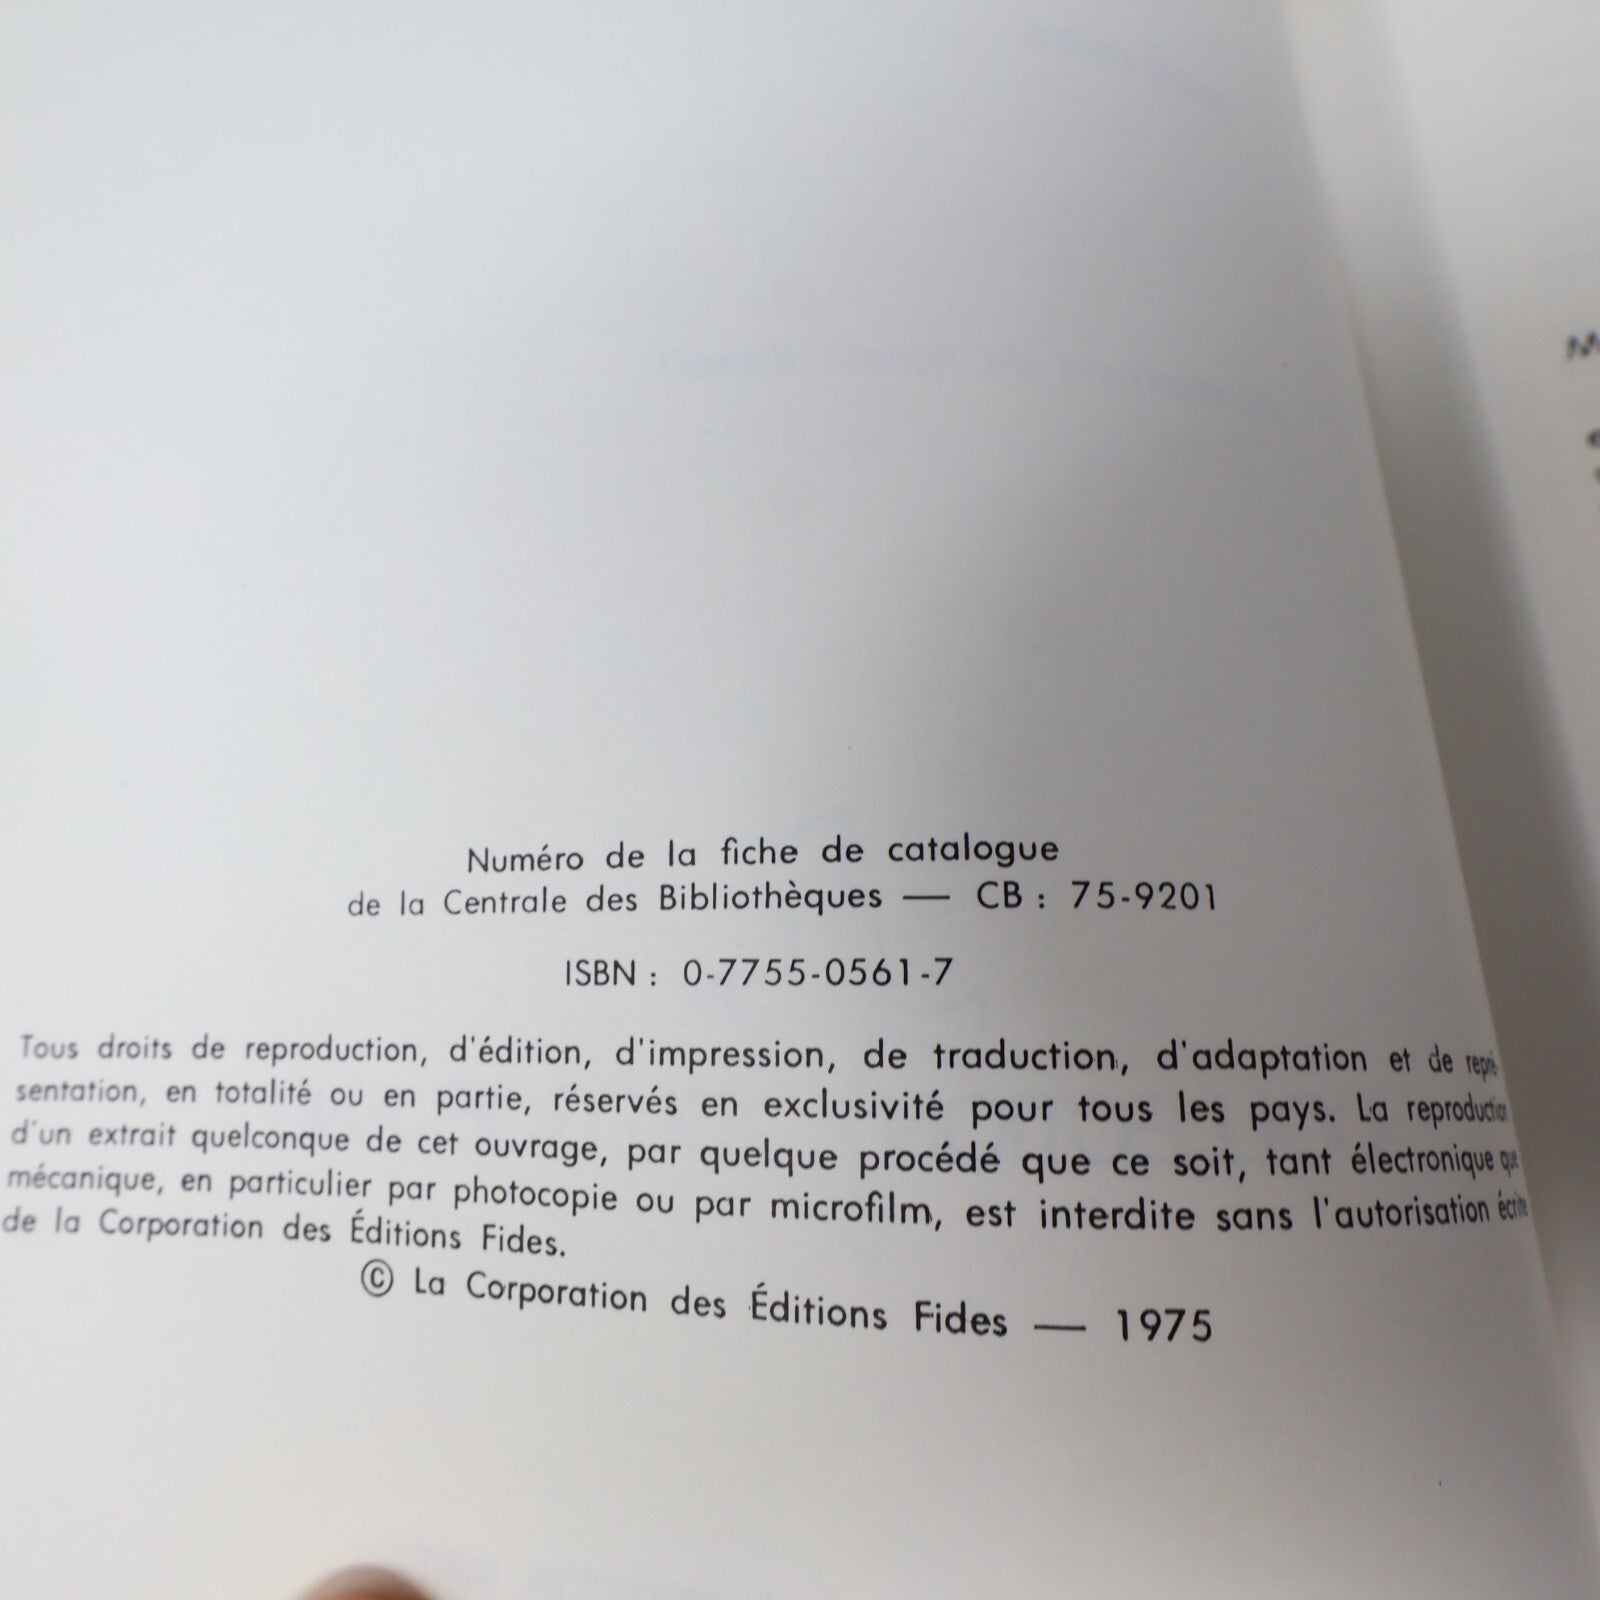 Numéro de la fiche de catalogue
de la Centrale des Bibliothèques — CB : 75-9201
ISBN : 0-7755-0561-7
Tous droits de reproduction, d'édition, d'impression, de traduction, d'adaptation et de repré-
sentation, en totalité ou en partie, réservés en exclusivité pour tous les pays. La reproduction
d'un extrait quelconque de cet ouvrage, par quelque procédé que ce soit, tant électronique que
mécanique, en particulier par photocopie ou par microfilm, est interdite sans l'autorisation écrite
de la Corporation des Éditions Fides.
© La Corporation des Éditions Fides — 1975